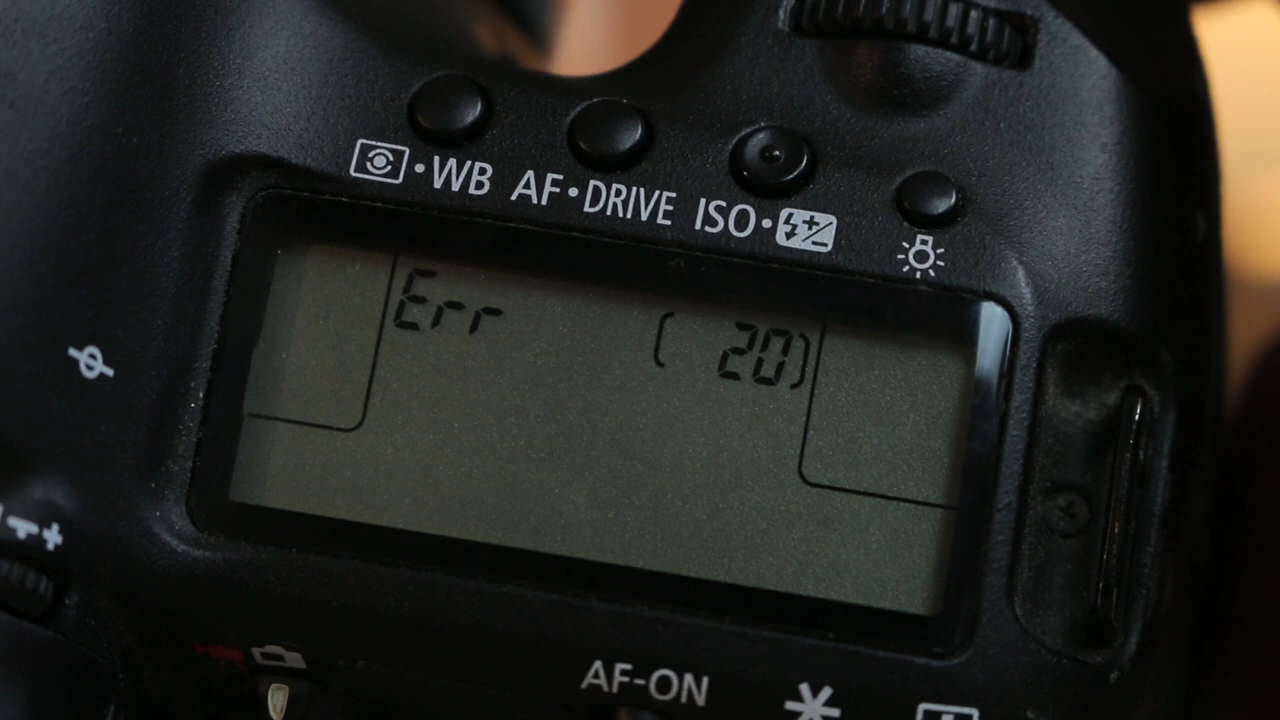 WB AF•DRIVE ISO•
Err ( 20)
AF-ON